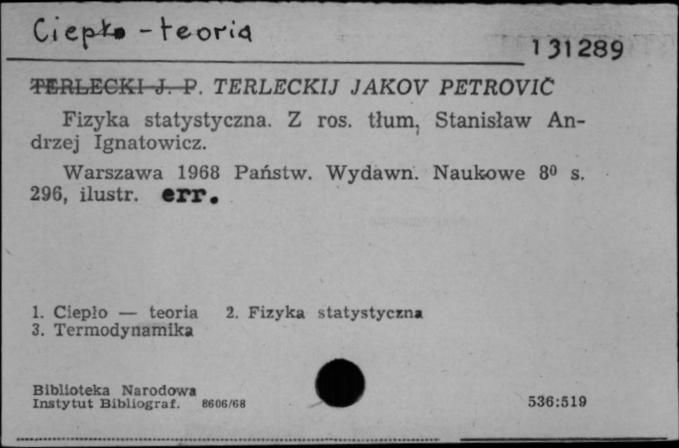 Ciepło - teoria
131289
TERLECKI J. P. TERLECKIJ JAKOV PETROVIČ
Fizyka statystyczna. Z ros. tłum, Stanisław An-
drzej Ignatowicz.
Warszawa 1968 Państw. Wydawn. Naukowe 8⁰ s.
296, ilustr. err.
1. Ciepło — teoria 2. Fizyka statystyczna
3. Termodynamika
Biblioteka Narodowa
Instytut Bibliograf. 8606/68
536:519